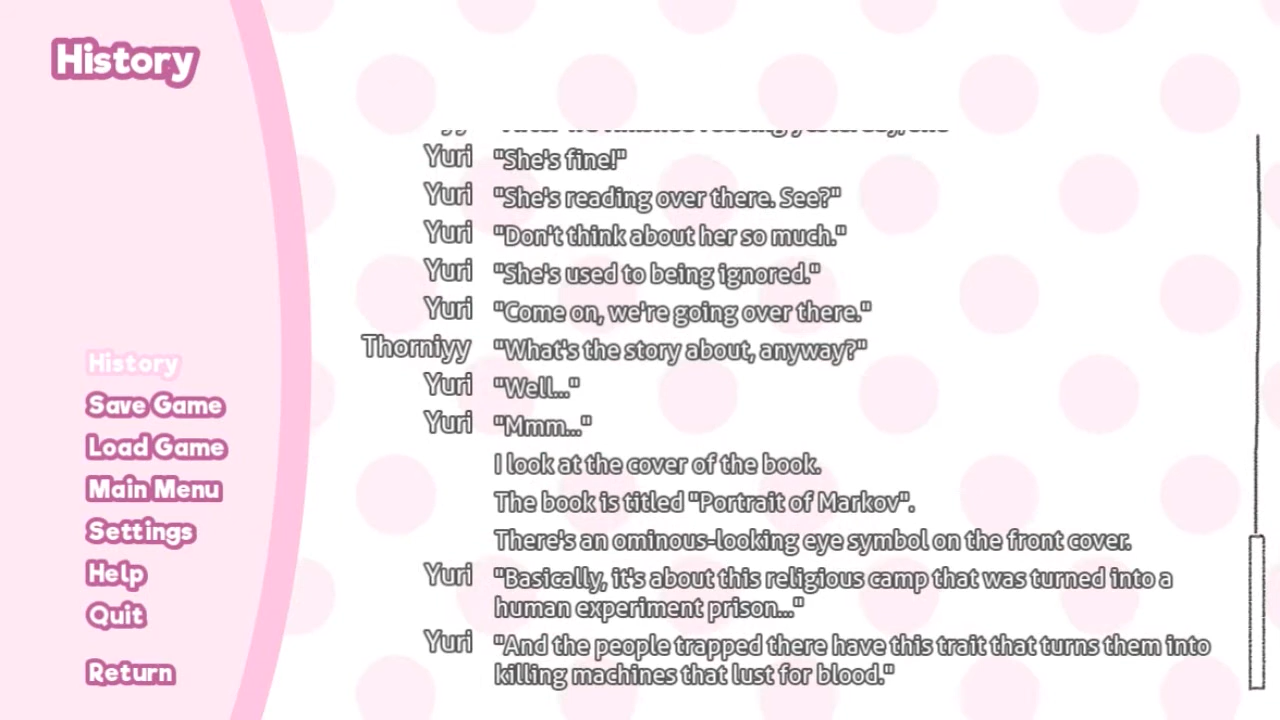 History
Yuri "She's fine!"
Yuri "She's reading over there. See?"
Yuri "Don't think about her so much."
Yuri "She's used to being ignored."
Yuri "Come on, we're going over there."
Thorniyy "What's the story about, anyway?"
Yuri "Well..."
Yuri "Mmm..."
I look at the cover of the book.
The book is titled "Portrait of Markov".
There's an ominous-looking eye symbol on the front cover.
Yuri "Basically, it's about this religious camp that was turned into a
human experiment prison..."
Yuri "And the people trapped there have this trait that turns them into
killing machines that lust for blood."
History
Save Game
Load Game
Main Menu
Settings
Help
Quit
Return